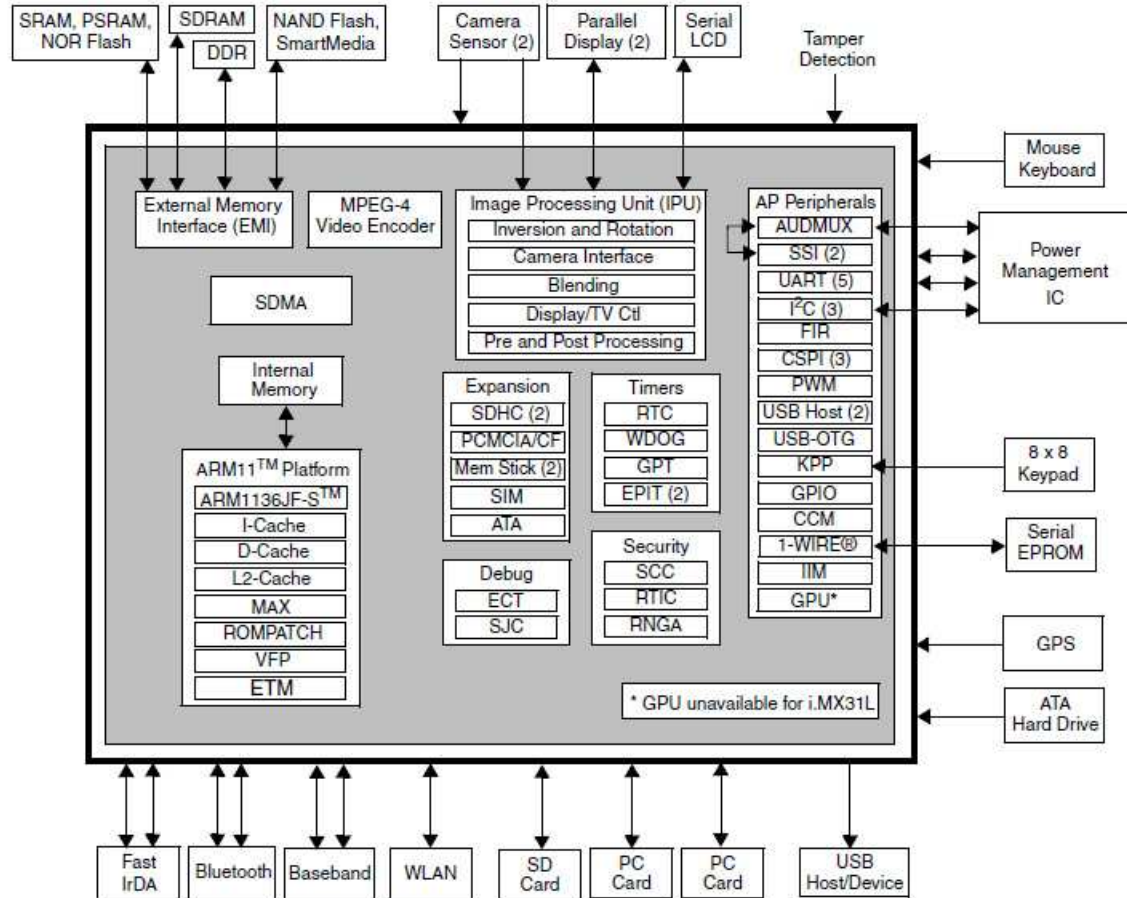 SRAM, PSRAM,
NOR Flash
SDRAM
DDR
NAND Flash,
SmartMedia
Camera
Sensor (2)
Parallel
Display (2)
Serial
LCD
Tamper
Detection
Mouse
Keyboard
External Memory
Interface (EMI)
MPEG-4
Video Encoder
Image Processing Unit (IPU)
Inversion and Rotation
Camera Interface
Blending
Display/TV Ctl
Pre and Post Processing
AP Peripherals
AUDMUX
SSI (2)
UART (5)
I²C (3)
FIR
CSPI (3)
PWM
USB Host (2)
USB-OTG
KPP
GPIO
CCM
1-WIRE®
IIM
GPU*
Power
Management
IC
SDMA
Internal
Memory
Expansion
SDHC (2)
PCMCIA/CF
Mem Stick (2)
SIM
ATA
Timers
RTC
WDOG
GPT
EPIT (2)
8 x 8
Keypad
ARM11™ Platform
ARM1136JF-S™
I-Cache
D-Cache
L2-Cache
MAX
ROMPATCH
VFP
ETM
Debug
ECT
SJC
Security
SCC
RTIC
RNGA
Serial
EPROM
GPS
* GPU unavailable for i.MX31L
ATA
Hard Drive
Fast
IrDA
Bluetooth
Baseband
WLAN
SD
Card
PC
Card
PC
Card
USB
Host/Device